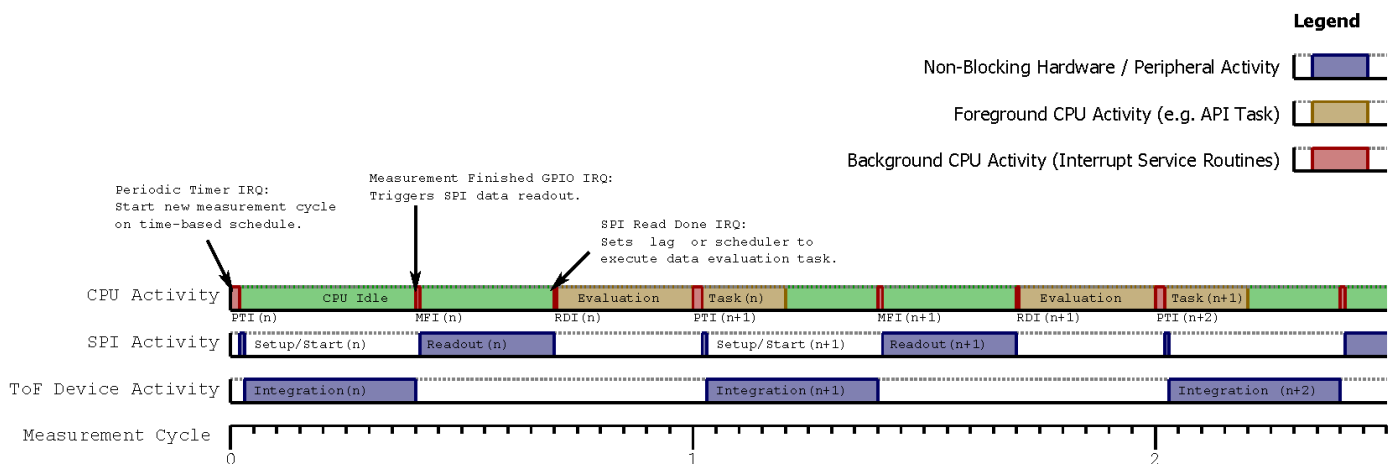 Legend
Non-Blocking Hardware / Peripheral Activity
Foreground CPU Activity (e.g. API Task)
Background CPU Activity (Interrupt Service Routines)
Periodic Timer IRQ:
Start new measurement cycle
on time-based schedule.
Measurement Finished GPIO IRQ:
Triggers SPI data readout.
SPI Read Done IRQ:
Sets lag or scheduler to
execute data evaluation task.
CPU Activity
CPU Idle
Evaluation
Task(n)
Evaluation
Task(n+1)
PTI(n)
MFI(n)
RDI(n)
PTI(n+1)
MFI(n+1)
RDI(n+1)
PTI(n+2)
SPI Activity
Setup/Start(n)
Readout(n)
Setup/Start(n+1)
Readout(n+1)
ToF Device Activity
Integration(n)
Integration(n+1)
Integration (n+2)
Measurement Cycle
0
1
2